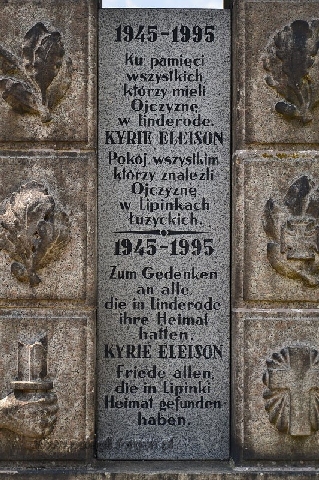 1945-1995
Ku pamięci
wszystkich,
którzy mieli
Ojczyznę
w linderode.
KYRIE ELEISON
Pokój wszystkim
którzy znaleźli
Ojczyznę
w Lipinkach
Łużyckich.
1945-1995
Zum Gedenken
an alle,
die in linderode
ihre Heimat
hatten.
KYRIE ELEISON
Friede allen,
die in Lipinki
Heimat gefunden
haben.